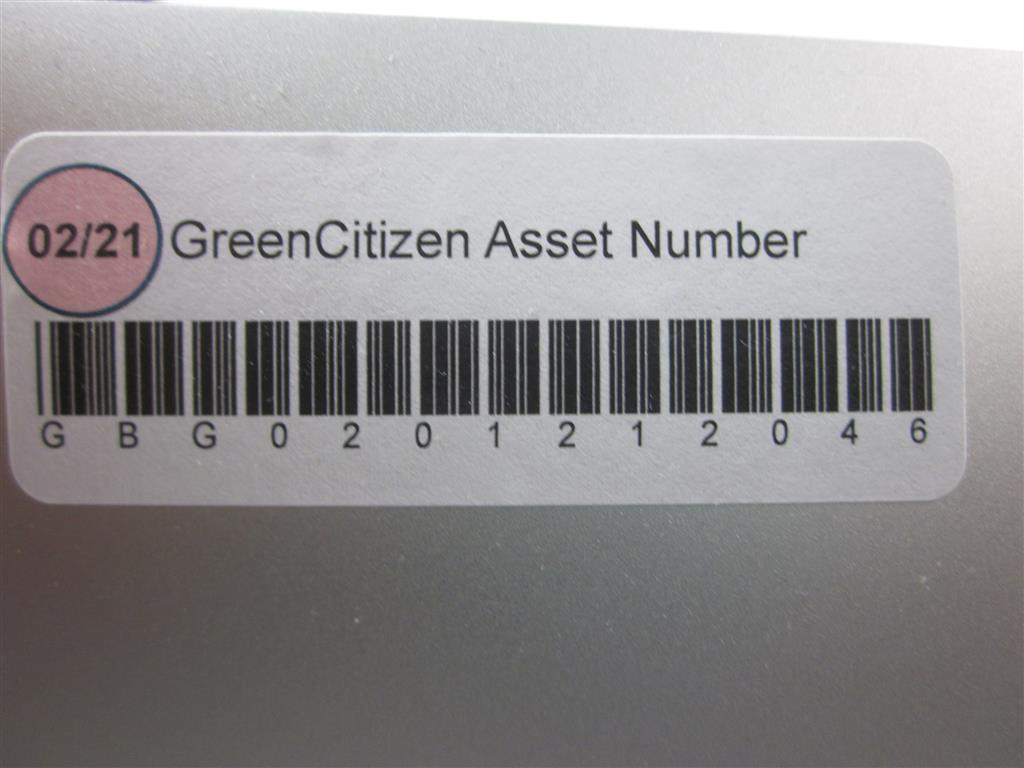 02/21 GreenCitizen Asset Number
G B G 0 2 0 1 2 1 2 0 4 6